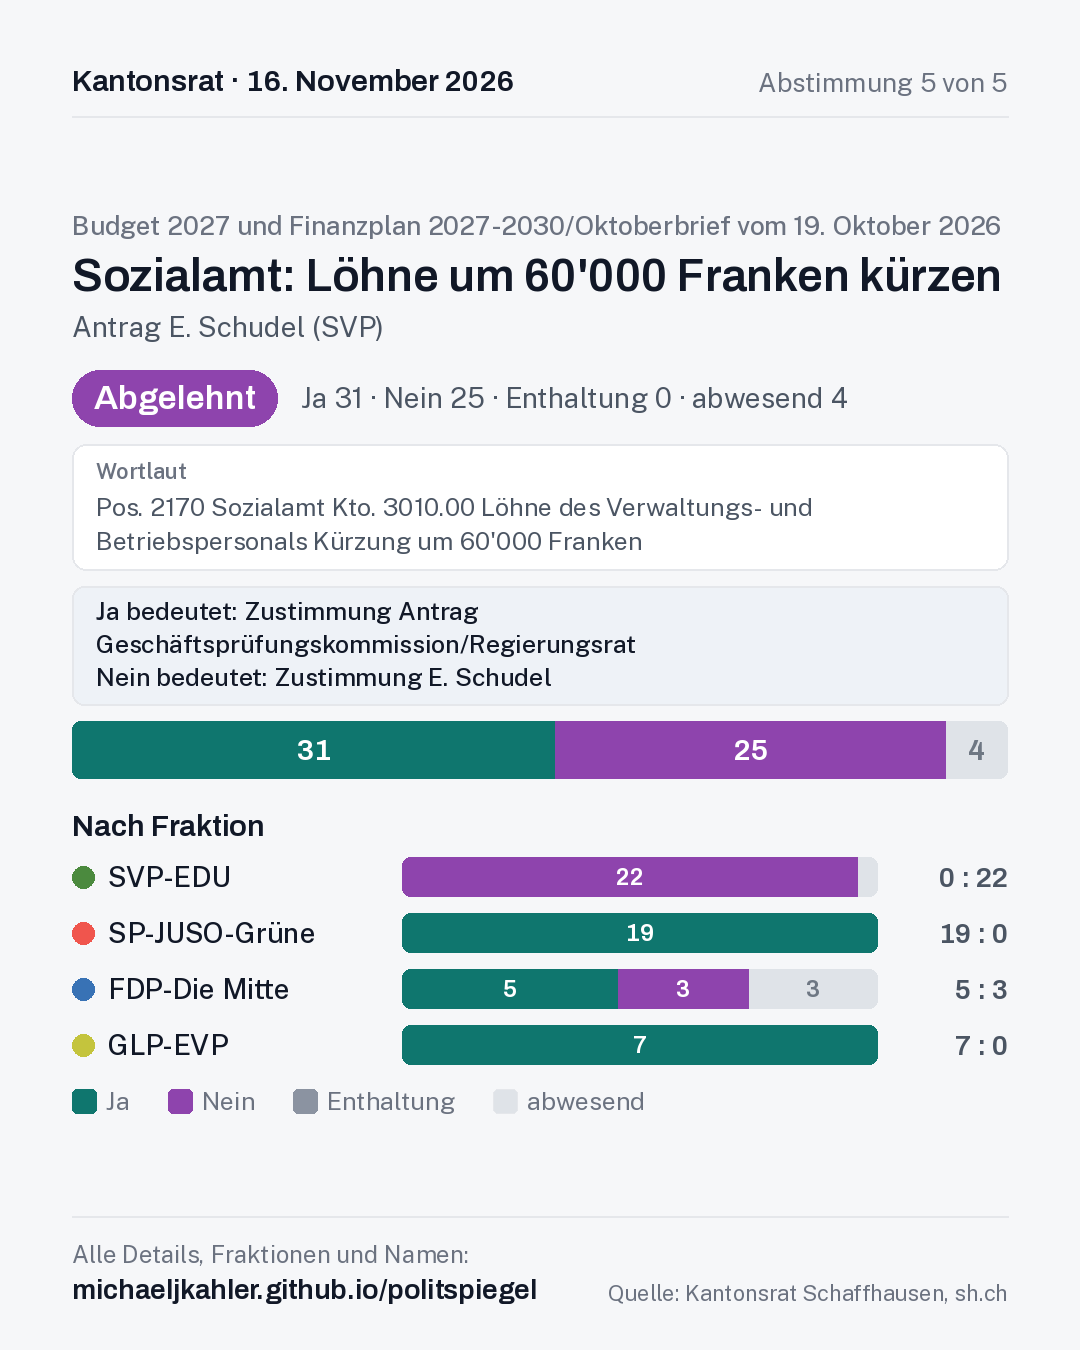 Kantonsrat · 16. November 2026
Abstimmung 5 von 5
Budget 2027 und Finanzplan 2027-2030/Oktoberbrief vom 19. Oktober 2026
Sozialamt: Löhne um 60'000 Franken kürzen
Antrag E. Schudel (SVP)
Abgelehnt
Ja 31 · Nein 25 · Enthaltung 0 · abwesend 4
Wortlaut
Pos. 2170 Sozialamt Kto. 3010.00 Löhne des Verwaltungs- und
Betriebspersonals Kürzung um 60'000 Franken
Ja bedeutet: Zustimmung Antrag
Geschäftsprüfungskommission/Regierungsrat
Nein bedeutet: Zustimmung E. Schudel
31 25 4
Nach Fraktion
SVP-EDU 22 0 : 22
SP-JUSO-Grüne 19 19 : 0
FDP-Die Mitte 5 3 3 5 : 3
GLP-EVP 7 7 : 0
Ja Nein Enthaltung abwesend
Alle Details, Fraktionen und Namen:
michaeljkahler.github.io/politspiegel
Quelle: Kantonsrat Schaffhausen, sh.ch